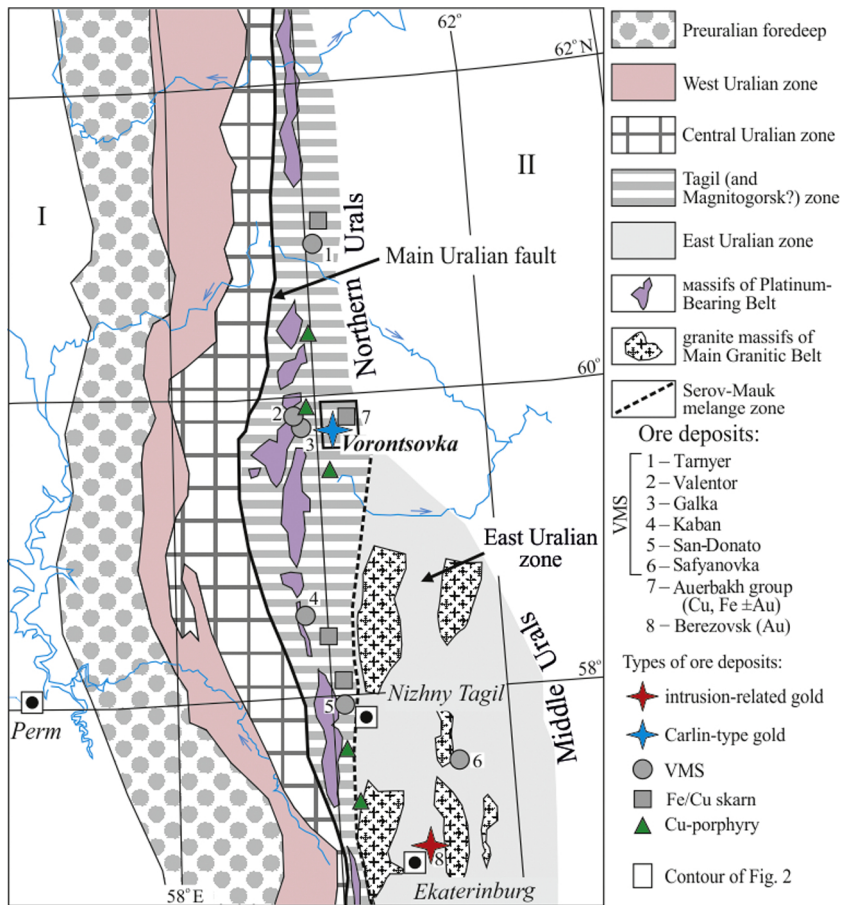 62°
62°N
I
II
Northern Urals
1
Main Uralian fault
60°
2
3
7
Vorontsovka
East Uralian
zone
4
Middle Urals
58°
Nizhny Tagil
5
Perm
6
8
Ekaterinburg
58°E
Preuralian foredeep
West Uralian zone
Central Uralian zone
Tagil (and
Magnitogorsk?) zone
East Uralian zone
мassifs of Platinum-
Bearing Belt
granite massifs of
Main Granitic Belt
Serov-Mauk
melange zone
Ore deposits:
VMS
1 – Tarnyer
2 – Valentor
3 – Galka
4 – Kaban
5 – San-Donato
6 – Safyanovka
7 – Auerbakh group
(Cu, Fe ±Au)
8 – Berezovsk (Au)
Types of ore deposits:
intrusion-related gold
Carlin-type gold
VMS
Fe/Cu skarn
Cu-porphyry
Contour of Fig. 2